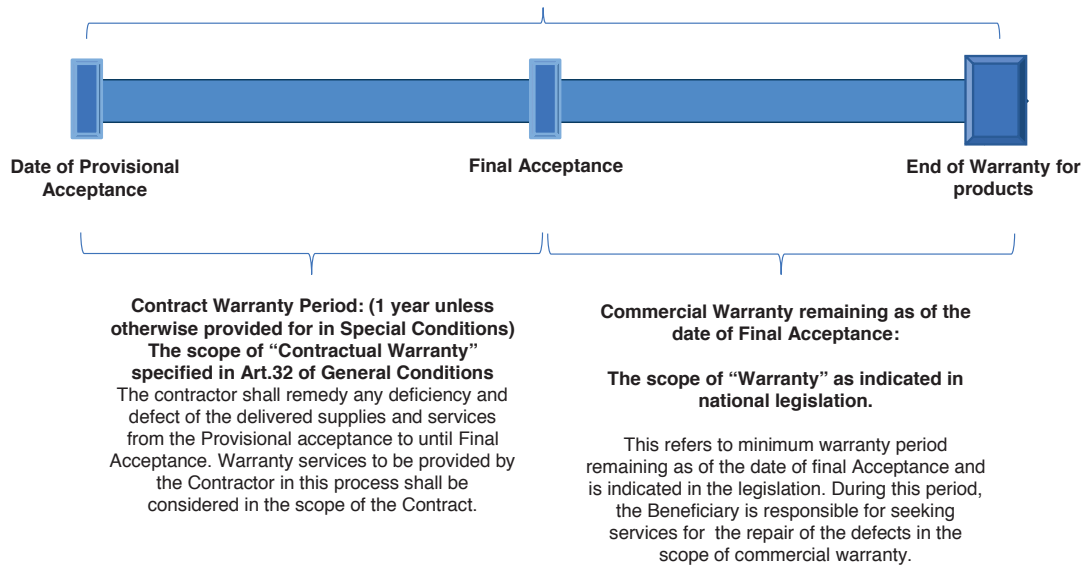 Date of Provisional
Acceptance
Final Acceptance
End of Warranty for
products
Contract Warranty Period: (1 year unless
otherwise provided for in Special Conditions)
The scope of “Contractual Warranty”
specified in Art.32 of General Conditions
The contractor shall remedy any deficiency and
defect of the delivered supplies and services
from the Provisional acceptance to until Final
Acceptance. Warranty services to be provided by
the Contractor in this process shall be
considered in the scope of the Contract.
Commercial Warranty remaining as of the
date of Final Acceptance:
The scope of “Warranty” as indicated in
national legislation.
This refers to minimum warranty period
remaining as of the date of final Acceptance and
is indicated in the legislation. During this period,
the Beneficiary is responsible for seeking
services for the repair of the defects in the
scope of commercial warranty.